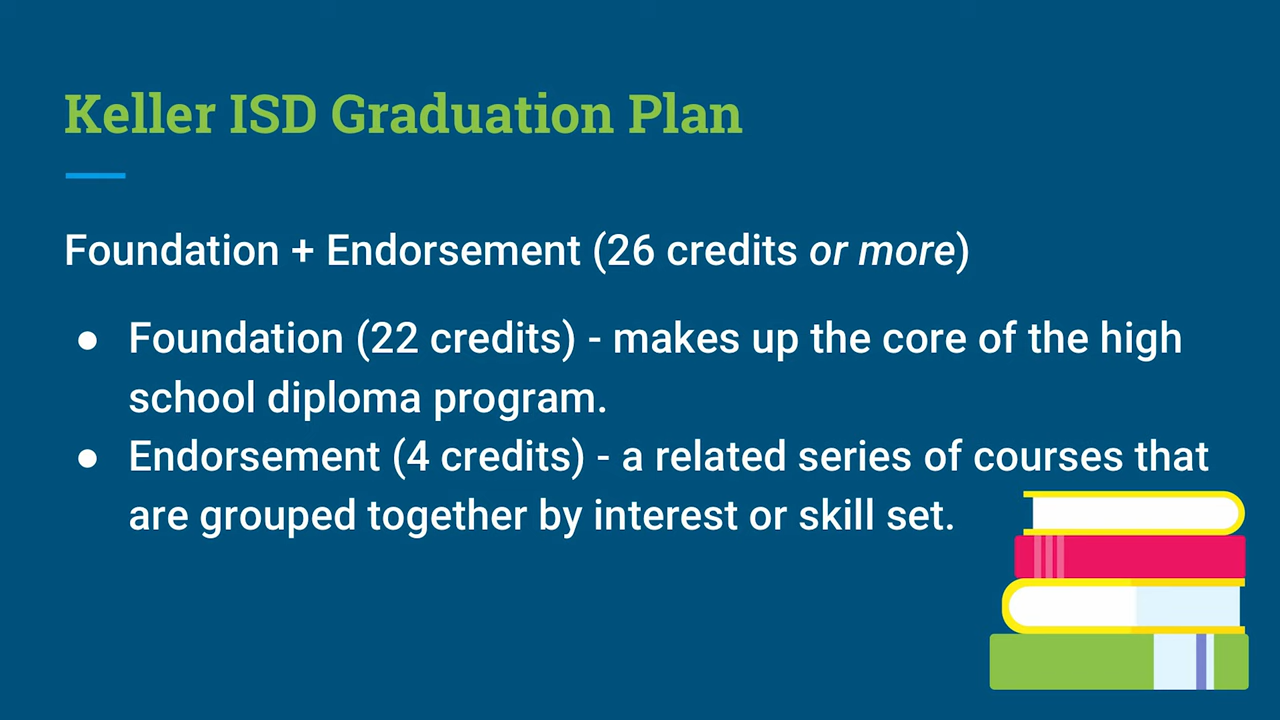 Keller ISD Graduation Plan
Foundation + Endorsement (26 credits or more)
● Foundation (22 credits) - makes up the core of the high
school diploma program.
● Endorsement (4 credits) - a related series of courses that
are grouped together by interest or skill set.